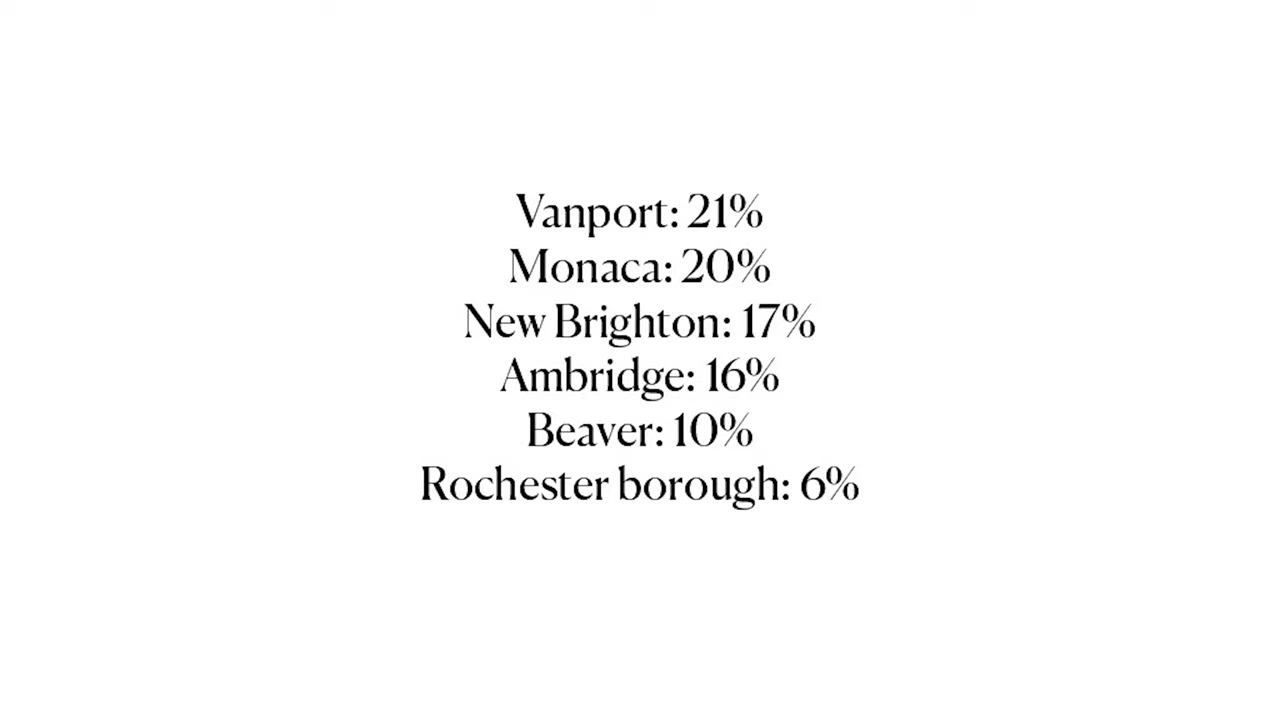 Vanport: 21%
Monaca: 20%
New Brighton: 17%
Ambridge: 16%
Beaver: 10%
Rochester borough: 6%